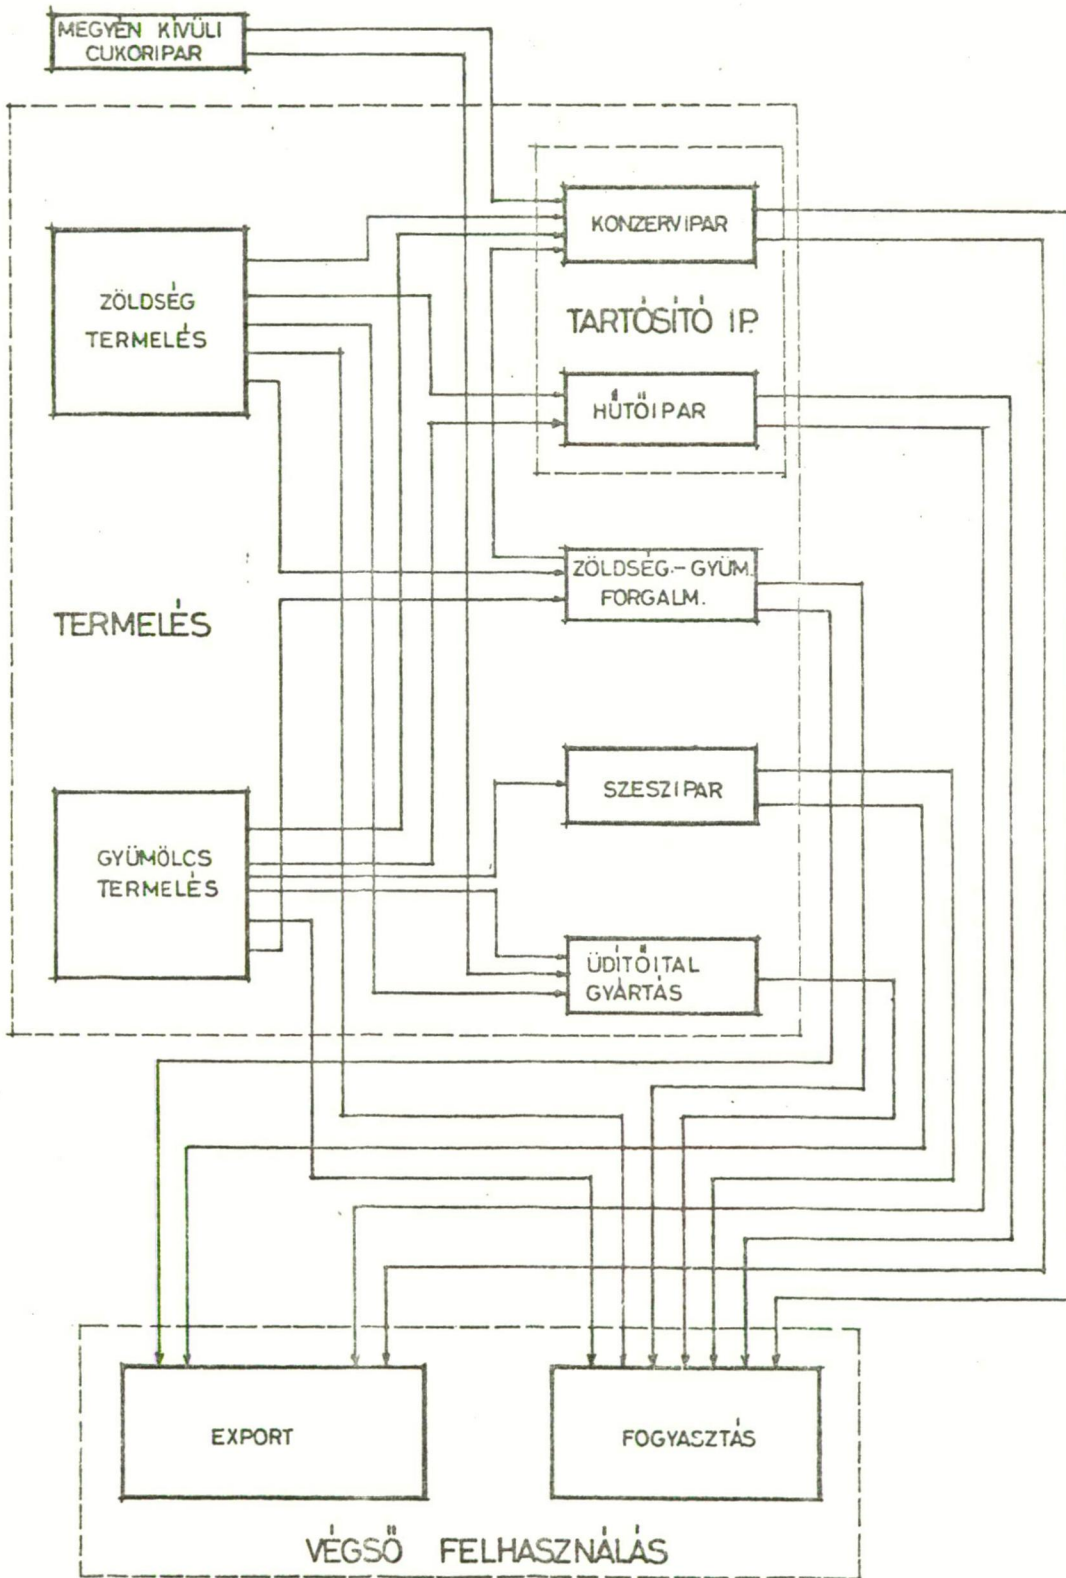 MEGYÉN KÍVÜLI
CUKORIPAR
KONZERVIPAR
ZÖLDSÉG
TERMELÉS
TARTÓSÍTÓ IP.
HŰTŐIPAR
ZÖLDSÉG.-GYÜM.
FORGALM.
TERMELÉS
SZESZIPAR
GYÜMÖLCS
TERMELÉS
ÜDÍTŐITAL
GYÁRTÁS
EXPORT
FOGYASZTÁS
VÉGSŐ FELHASZNÁLÁS